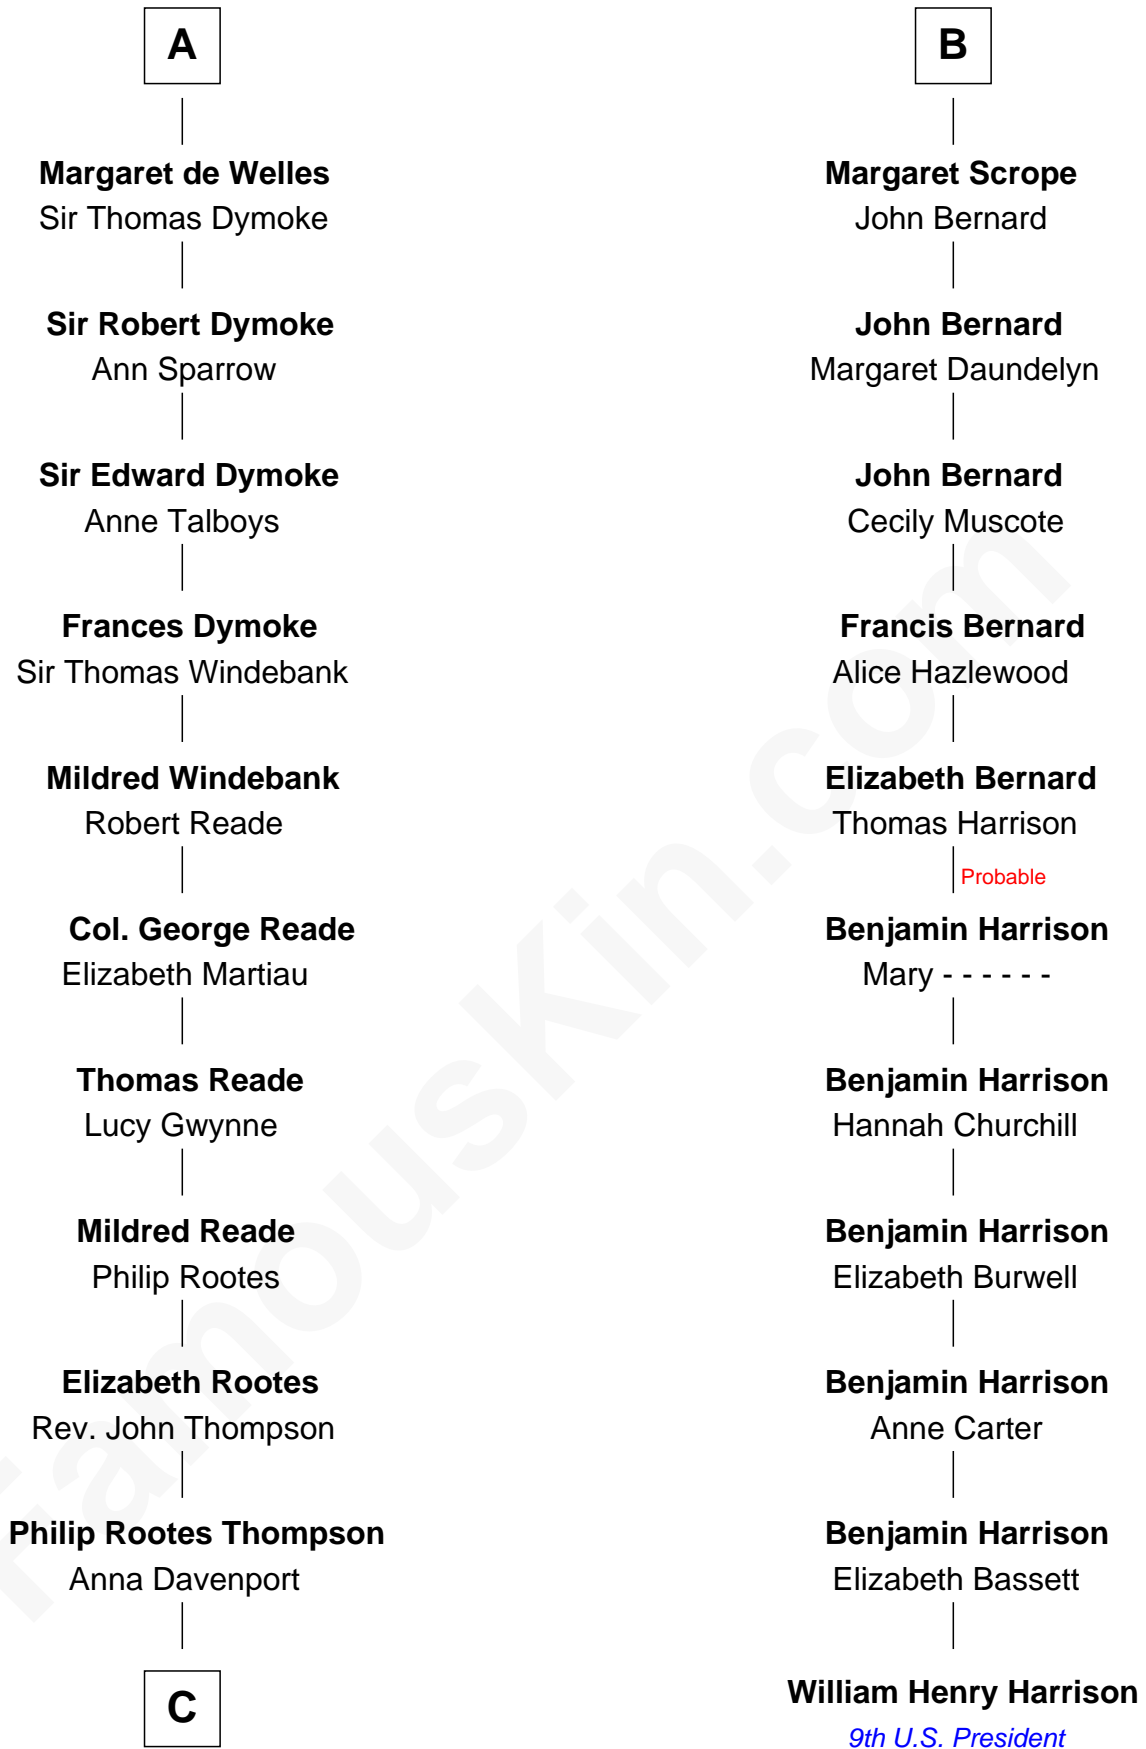 A
B
Margaret de Welles
Sir Thomas Dymoke
Margaret Scrope
John Bernard
Sir Robert Dymoke
Ann Sparrow
John Bernard
Margaret Daundelyn
Sir Edward Dymoke
Anne Talboys
John Bernard
Cecily Muscote
Frances Dymoke
Sir Thomas Windebank
Francis Bernard
Alice Hazlewood
Mildred Windebank
Robert Reade
Elizabeth Bernard
Thomas Harrison
Probable
Col. George Reade
Elizabeth Martiau
Benjamin Harrison
Mary - - - - - -
Thomas Reade
Lucy Gwynne
Benjamin Harrison
Hannah Churchill
Mildred Reade
Philip Rootes
Benjamin Harrison
Elizabeth Burwell
Elizabeth Rootes
Rev. John Thompson
Benjamin Harrison
Anne Carter
Philip Rootes Thompson
Anna Davenport
Benjamin Harrison
Elizabeth Bassett
C
William Henry Harrison
9th U.S. President
FamousKin.com